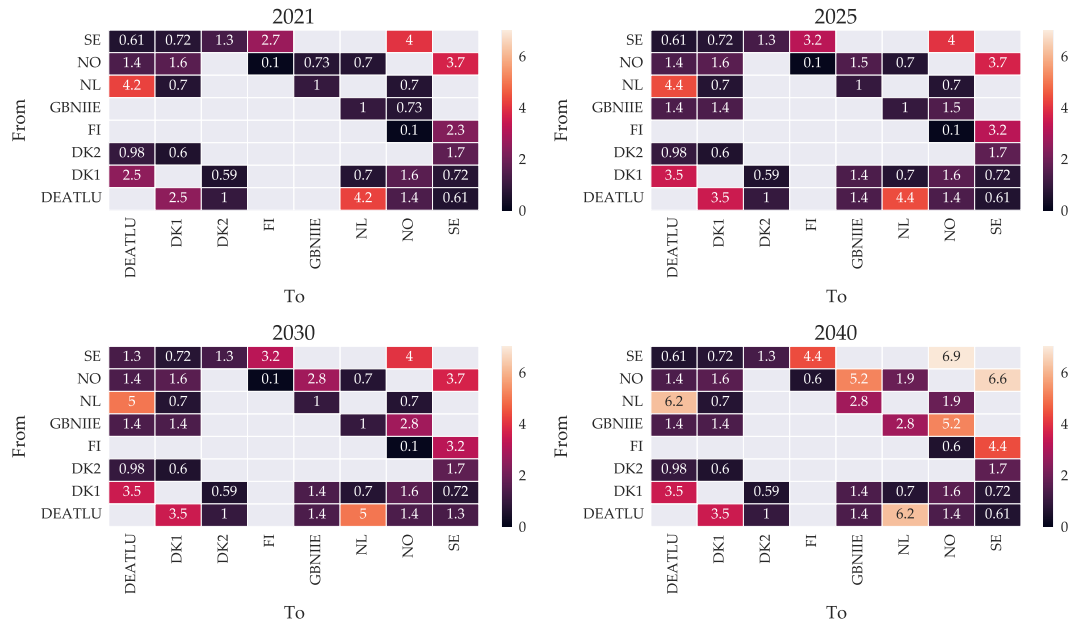 2021
SE 0.61 0.72 1.3 2.7 4
NO 1.4 1.6 0.1 0.73 0.7 3.7
NL 4.2 0.7 1 0.7
GBNIIE 1 0.73
FI 0.1 2.3
DK2 0.98 0.6 1.7
DK1 2.5 0.59 0.7 1.6 0.72
DEATLU 2.5 1 4.2 1.4 0.61
DEATLU DK1 DK2 FI GBNIIE NL NO SE
To
From
6
4
2
0
2025
SE 0.61 0.72 1.3 3.2 4
NO 1.4 1.6 0.1 1.5 0.7 3.7
NL 4.4 0.7 1 0.7
GBNIIE 1.4 1.4 1 1.5
FI 0.1 3.2
DK2 0.98 0.6 1.7
DK1 3.5 0.59 1.4 0.7 1.6 0.72
DEATLU 3.5 1 1.4 4.4 1.4 0.61
DEATLU DK1 DK2 FI GBNIIE NL NO SE
To
From
6
4
2
0
2030
SE 1.3 0.72 1.3 3.2 4
NO 1.4 1.6 0.1 2.8 0.7 3.7
NL 5 0.7 1 0.7
GBNIIE 1.4 1.4 1 2.8
FI 0.1 3.2
DK2 0.98 0.6 1.7
DK1 3.5 0.59 1.4 0.7 1.6 0.72
DEATLU 3.5 1 1.4 5 1.4 1.3
DEATLU DK1 DK2 FI GBNIIE NL NO SE
To
From
6
4
2
0
2040
SE 0.61 0.72 1.3 4.4 6.9
NO 1.4 1.6 0.6 5.2 1.9 6.6
NL 6.2 0.7 2.8 1.9
GBNIIE 1.4 1.4 2.8 5.2
FI 0.6 4.4
DK2 0.98 0.6 1.7
DK1 3.5 0.59 1.4 0.7 1.6 0.72
DEATLU 3.5 1 1.4 6.2 1.4 0.61
DEATLU DK1 DK2 FI GBNIIE NL NO SE
To
From
6
4
2
0